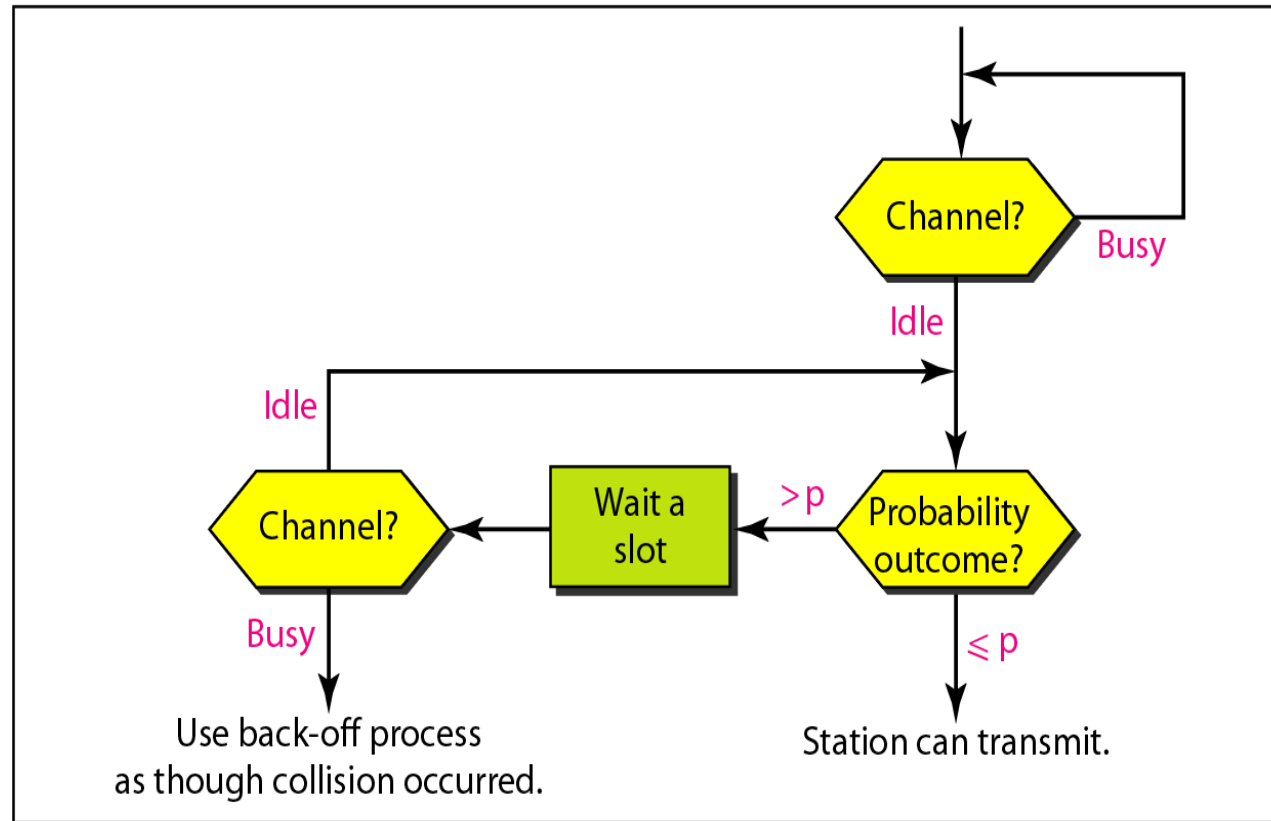 Channel?
Busy
Idle
Idle
Channel?
Wait a
slot
>p
Probability
outcome?
Busy
⩽ p
Use back-off process
as though collision occurred.
Station can transmit.